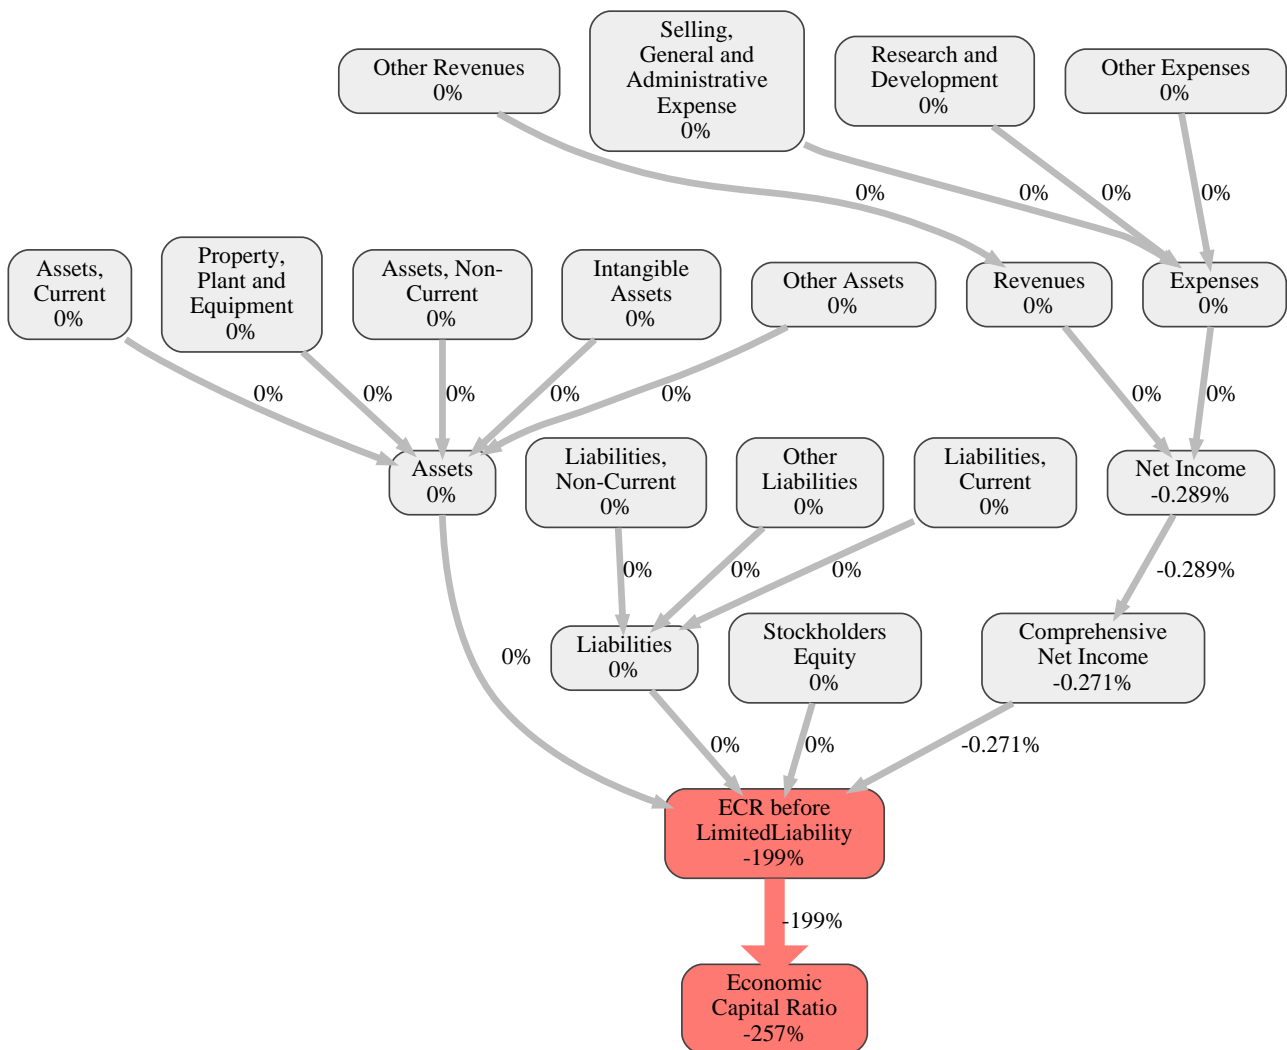 Other Revenues
0%
Selling,
General and
Administrative
Expense
0%
Research and
Development
0%
Other Expenses
0%
0%
0%
0%
0%
Assets,
Current
0%
Property,
Plant and
Equipment
0%
Assets, Non-
Current
0%
Intangible
Assets
0%
Other Assets
0%
Revenues
0%
Expenses
0%
0%
0%
0%
0%
0%
0%
0%
Assets
0%
Liabilities,
Non-Current
0%
Other
Liabilities
0%
Liabilities,
Current
0%
Net Income
-0.289%
0%
0%
0%
-0.289%
0%
Liabilities
0%
Stockholders
Equity
0%
Comprehensive
Net Income
-0.271%
0%
0%
-0.271%
ECR before
LimitedLiability
-199%
-199%
Economic
Capital Ratio
-257%